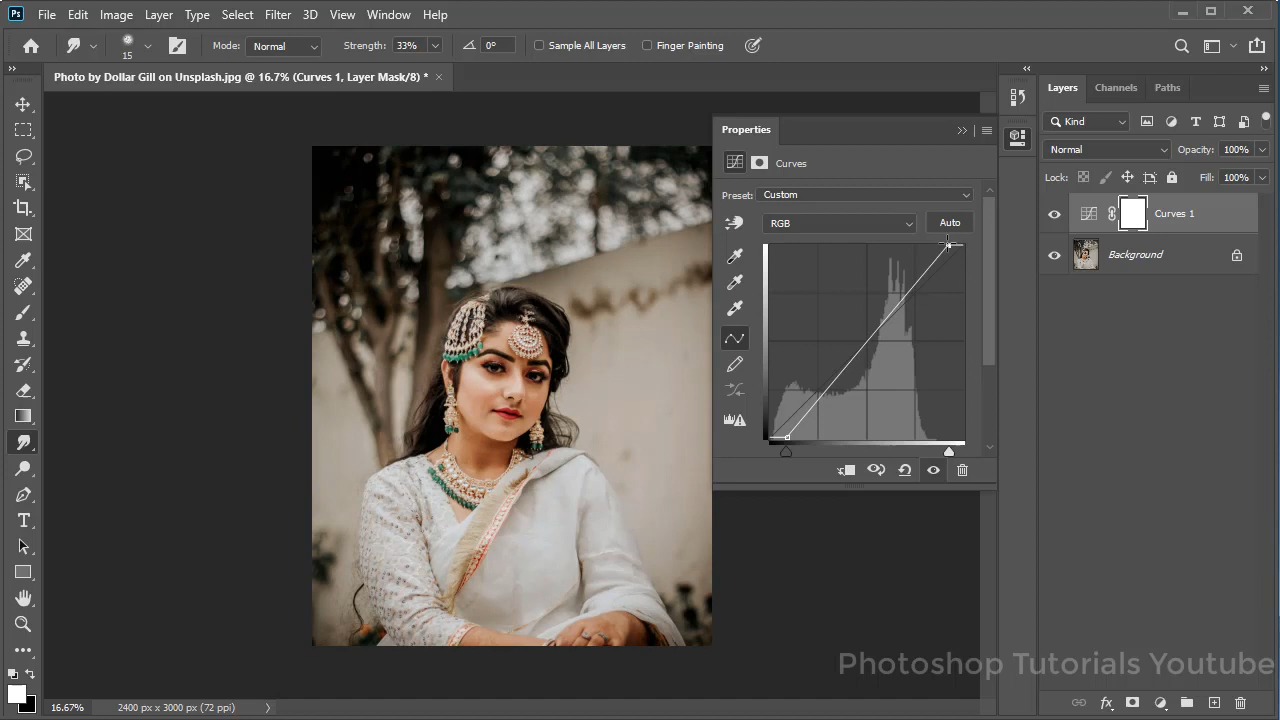 Ps File Edit Image Layer Type Select Filter 3D View Window Help
15 Mode: Normal Strength: 33% 0° Sample All Layers Finger Painting
Photo by Dollar Gill on Unsplash.jpg @ 16.7% (Curves 1, Layer Mask/8) *
Properties
Curves
Preset: Custom
RGB Auto
Layers Channels Paths
Kind
Normal Opacity: 100%
Lock: Fill: 100%
Curves 1
Background
Photoshop Tutorials Youtube
16.67% 2400 px x 3000 px (72 ppi)